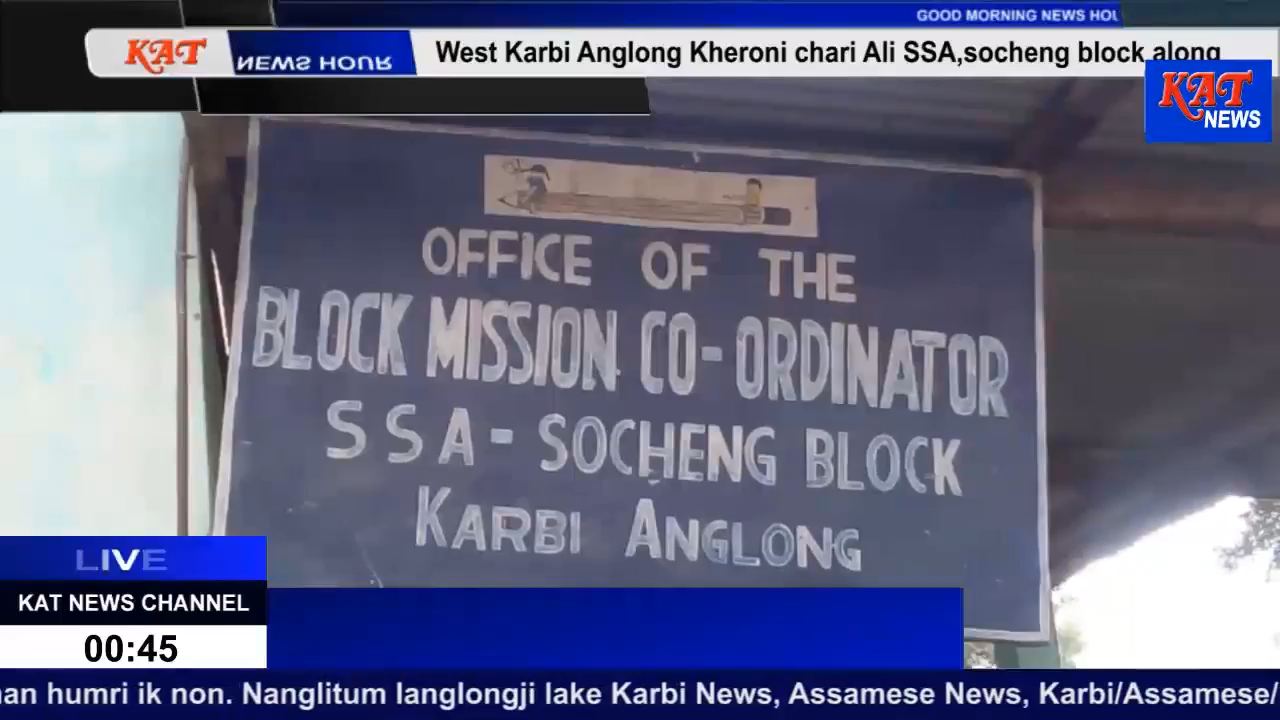 GOOD MORNING NEWS HOU
KAT NEWS HOUR West Karbi Anglong Kheroni chari Ali SSA,socheng block along
KAT NEWS
OFFICE OF THE
BLOCK MISSION CO-ORDINATOR
SSA-SOCHENG BLOCK
KARBI ANGLONG
LIVE
KAT NEWS CHANNEL
00:45
an humri ik non. Nanglitum langlongji lake Karbi News, Assamese News, Karbi/Assamese/